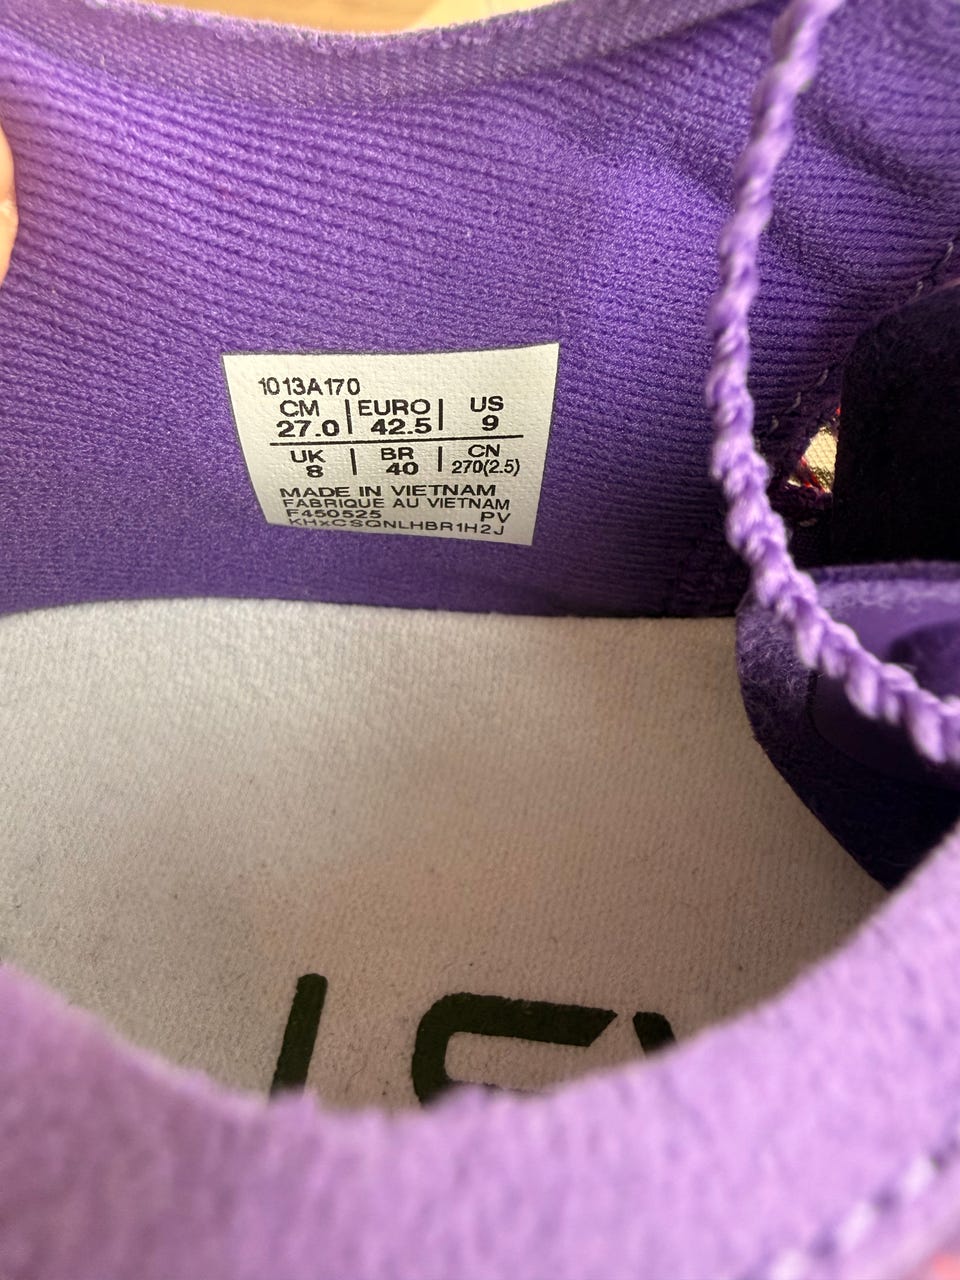 1013A170
CM | EURO | US
27.0 | 42.5 | 9
UK | BR | CN
8 | 40 | 270(2.5)
MADE IN VIETNAM
FABRIQUE AU VIETNAM
F450525 PV
KHxCSQNLHBR1H2J